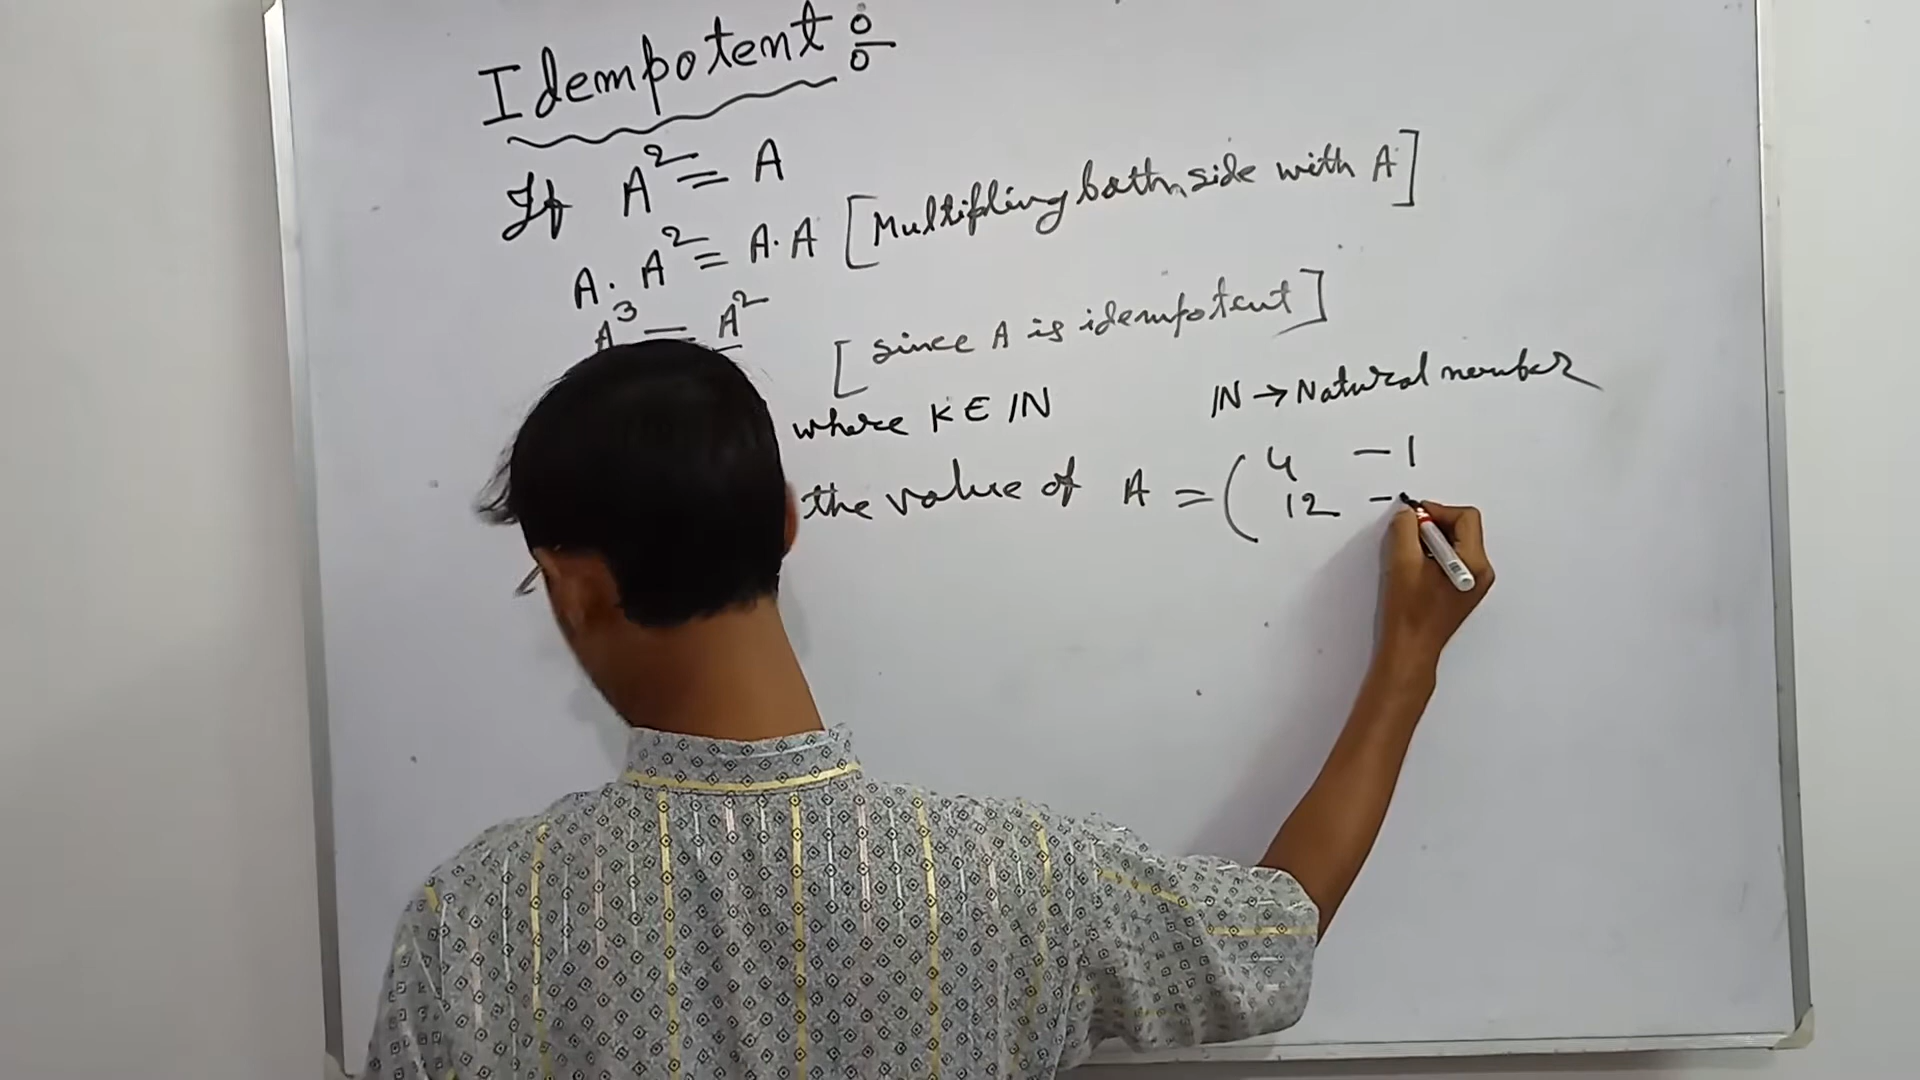 Idempotent :
If A² = A
A · A² = A·A [Multiplling both side with A]
A³ = A²
[since A is idempotent]
where K ∈ IN IN → Natural number
the value of A = ( 4 -1
12 -